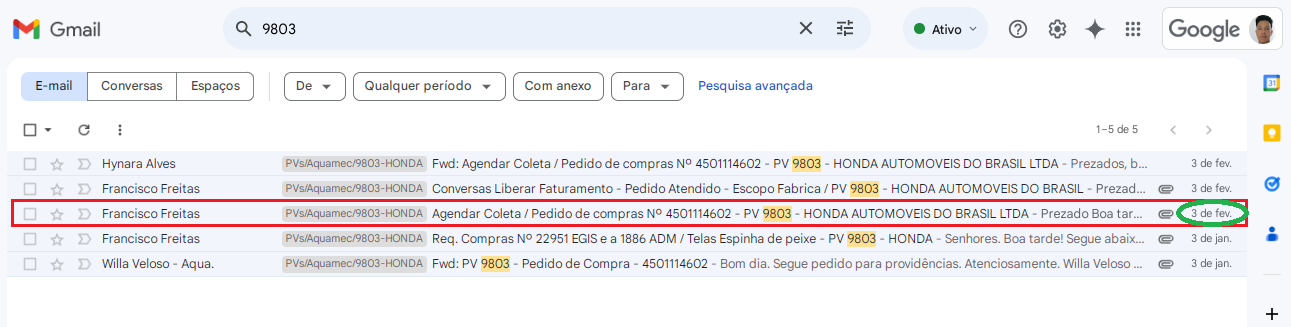 Gmail
9803
Ativo
Google
E-mail Conversas Espaços De Qualquer período Com anexo Para Pesquisa avançada
1–5 de 5
Hynara Alves PVs/Aquamec/9803-HONDA Fwd: Agendar Coleta / Pedido de compras Nº 4501114602 - PV 9803 - HONDA AUTOMOVEIS DO BRASIL LTDA - Prezados, b... 3 de fev.
Francisco Freitas PVs/Aquamec/9803-HONDA Conversas Liberar Faturamento - Pedido Atendido - Escopo Fabrica / PV 9803 - HONDA AUTOMOVEIS DO BRASIL - Prezad... 3 de fev.
Francisco Freitas PVs/Aquamec/9803-HONDA Agendar Coleta / Pedido de compras Nº 4501114602 - PV 9803 - HONDA AUTOMOVEIS DO BRASIL LTDA - Prezado Boa tar... 3 de fev.
Francisco Freitas PVs/Aquamec/9803-HONDA Req. Compras Nº 22951 EGIS e a 1886 ADM / Telas Espinha de peixe - PV 9803 - HONDA - Senhores. Boa tarde! Segue abaix... 3 de jan.
Willa Veloso - Aqua. PVs/Aquamec/9803-HONDA Fwd: PV 9803 - Pedido de Compra - 4501114602 - Bom dia. Segue pedido para providências. Atenciosamente. Willa Veloso ... 3 de jan.
31